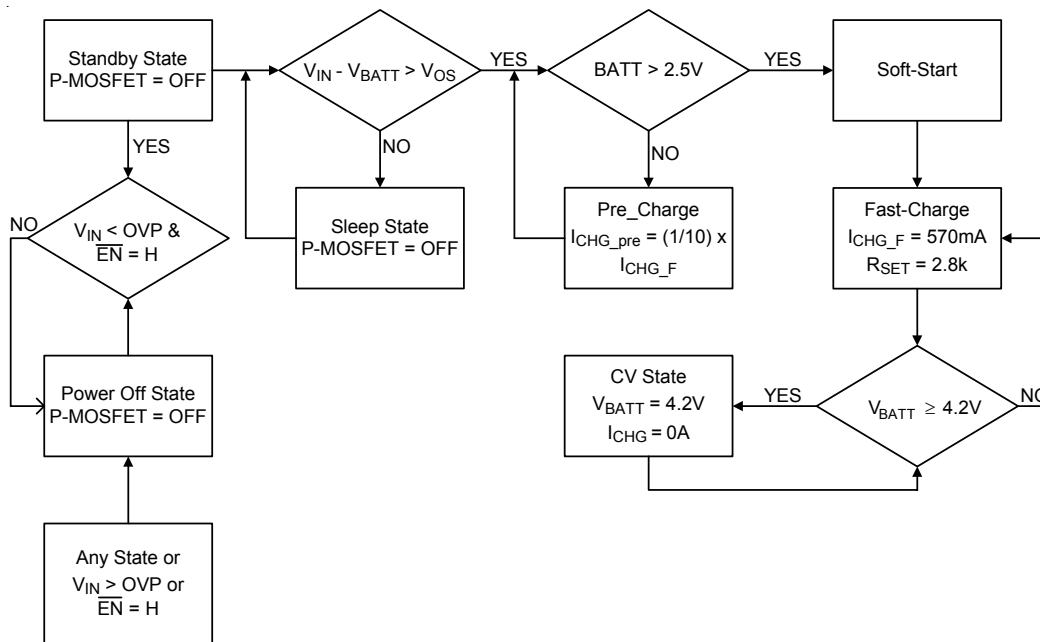 Standby State
P-MOSFET = OFF
V_IN - V_BATT > V_OS
YES
BATT > 2.5V
YES
Soft-Start
YES
NO
NO
NO
V_IN < OVP &
E̅N̅ = H
Sleep State
P-MOSFET = OFF
Pre_Charge
I_CHG_pre = (1/10) x
I_CHG_F
Fast-Charge
I_CHG_F = 570mA
R_SET = 2.8k
Power Off State
P-MOSFET = OFF
CV State
V_BATT = 4.2V
I_CHG = 0A
YES
V_BATT ≥ 4.2V
NO
Any State or
V_IN > OVP or
E̅N̅ = H